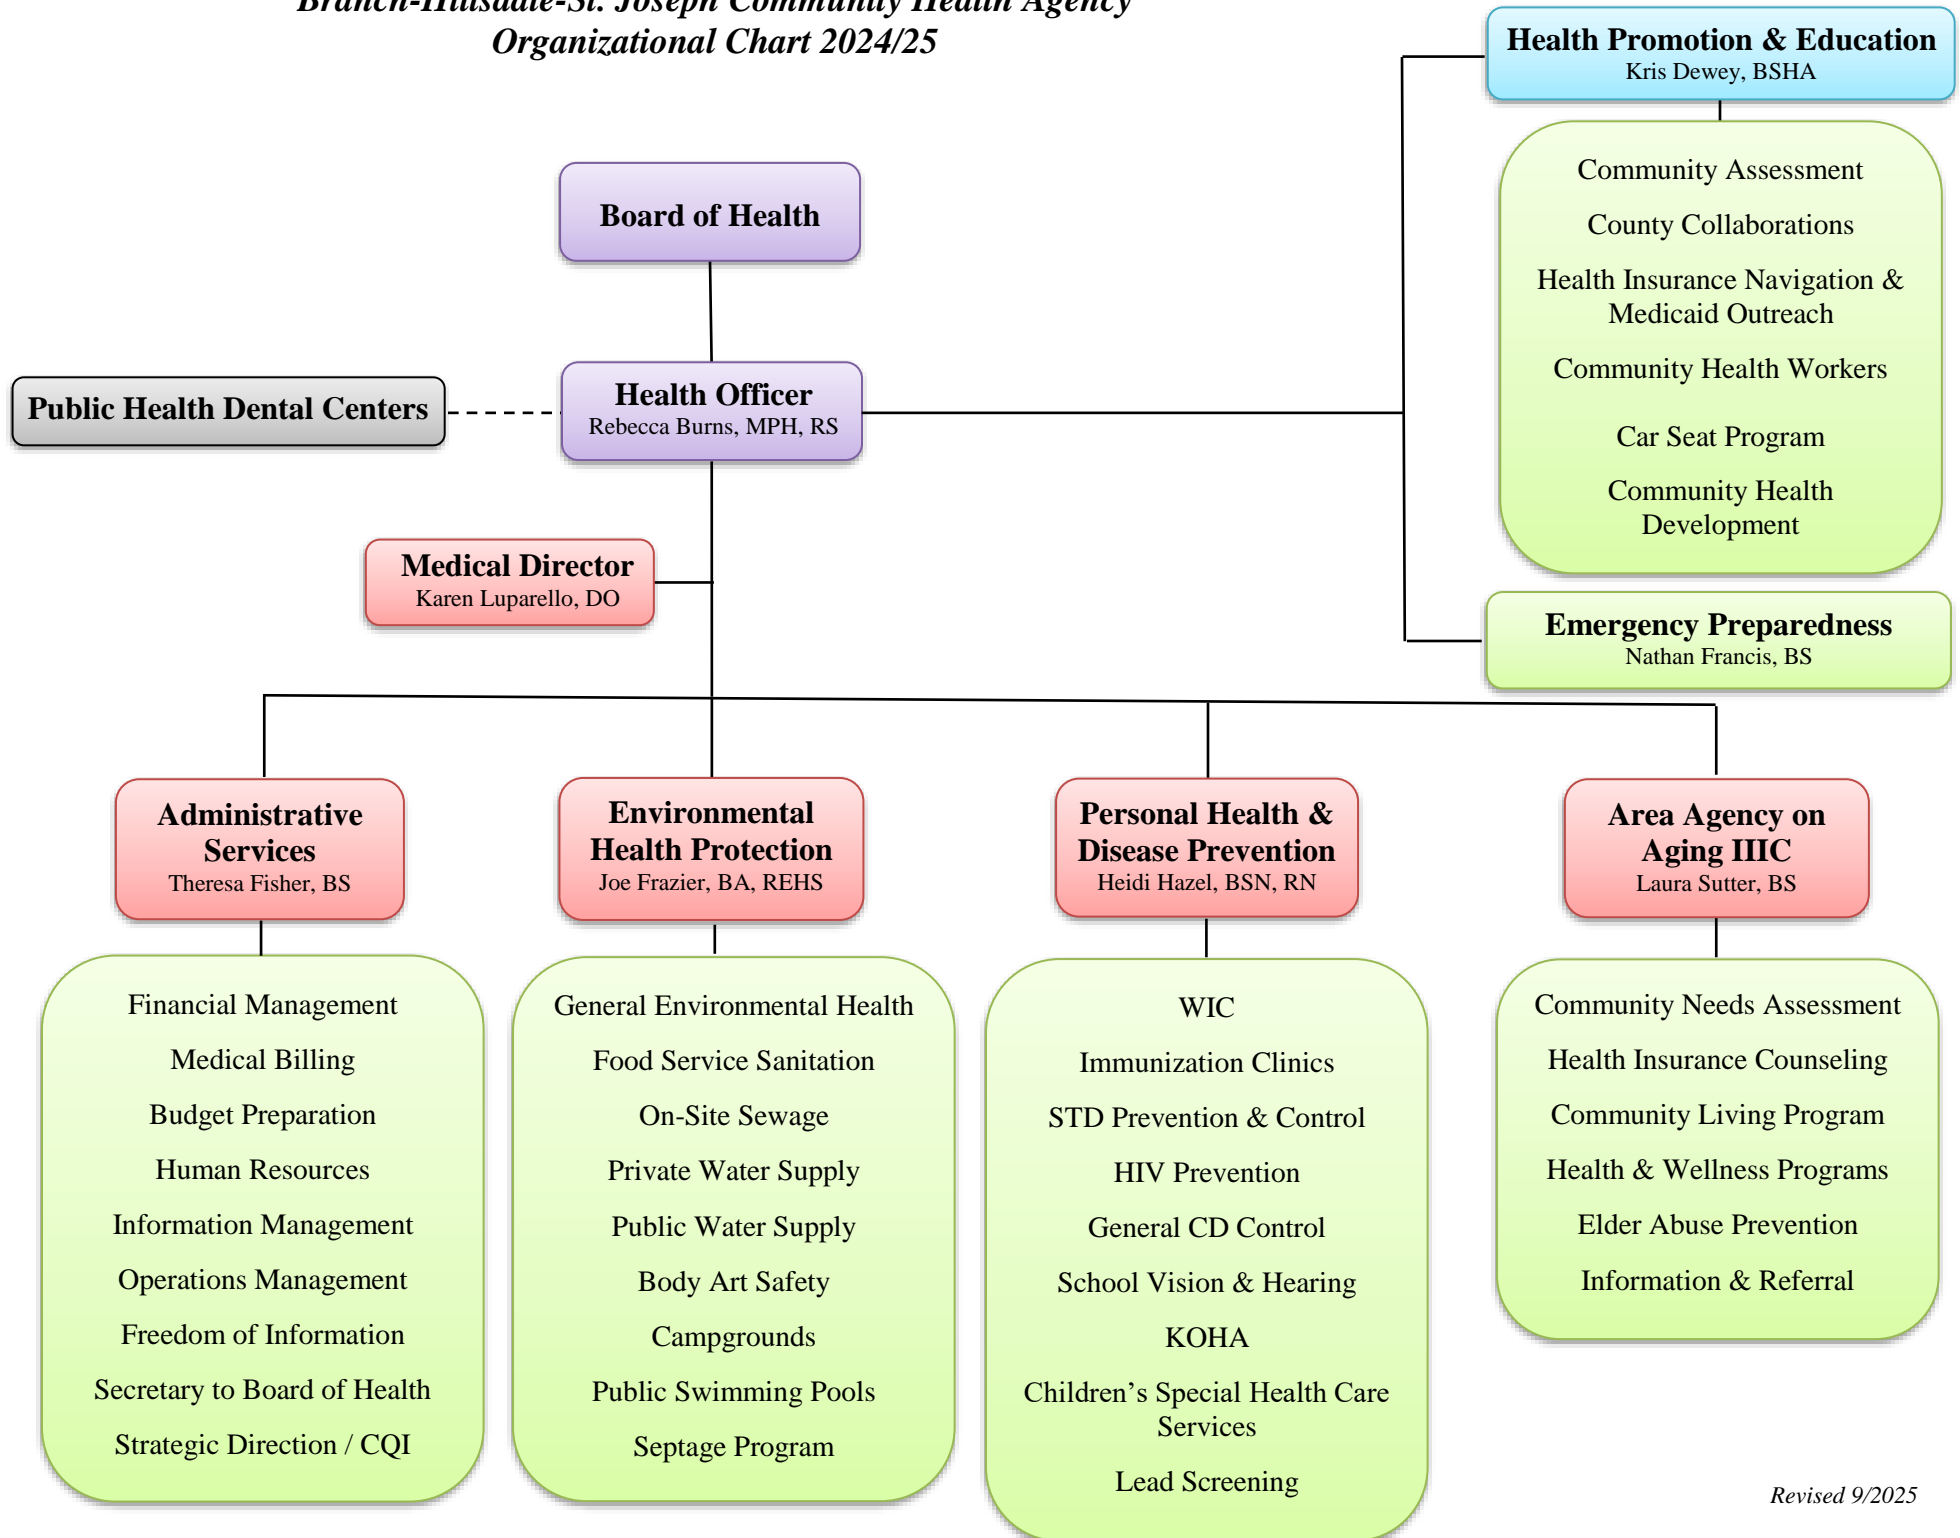 Branch-Hillsdale-St. Joseph Community Health Agency
Organizational Chart 2024/25
Health Promotion & Education
Kris Dewey, BSHA
Community Assessment
County Collaborations
Health Insurance Navigation &
Medicaid Outreach
Community Health Workers
Car Seat Program
Community Health
Development
Board of Health
Public Health Dental Centers
Health Officer
Rebecca Burns, MPH, RS
Medical Director
Karen Luparello, DO
Emergency Preparedness
Nathan Francis, BS
Administrative
Services
Theresa Fisher, BS
Financial Management
Medical Billing
Budget Preparation
Human Resources
Information Management
Operations Management
Freedom of Information
Secretary to Board of Health
Strategic Direction / CQI
Environmental
Health Protection
Joe Frazier, BA, REHS
General Environmental Health
Food Service Sanitation
On-Site Sewage
Private Water Supply
Public Water Supply
Body Art Safety
Campgrounds
Public Swimming Pools
Septage Program
Personal Health &
Disease Prevention
Heidi Hazel, BSN, RN
WIC
Immunization Clinics
STD Prevention & Control
HIV Prevention
General CD Control
School Vision & Hearing
KOHA
Children’s Special Health Care
Services
Lead Screening
Area Agency on
Aging IIIC
Laura Sutter, BS
Community Needs Assessment
Health Insurance Counseling
Community Living Program
Health & Wellness Programs
Elder Abuse Prevention
Information & Referral
Revised 9/2025